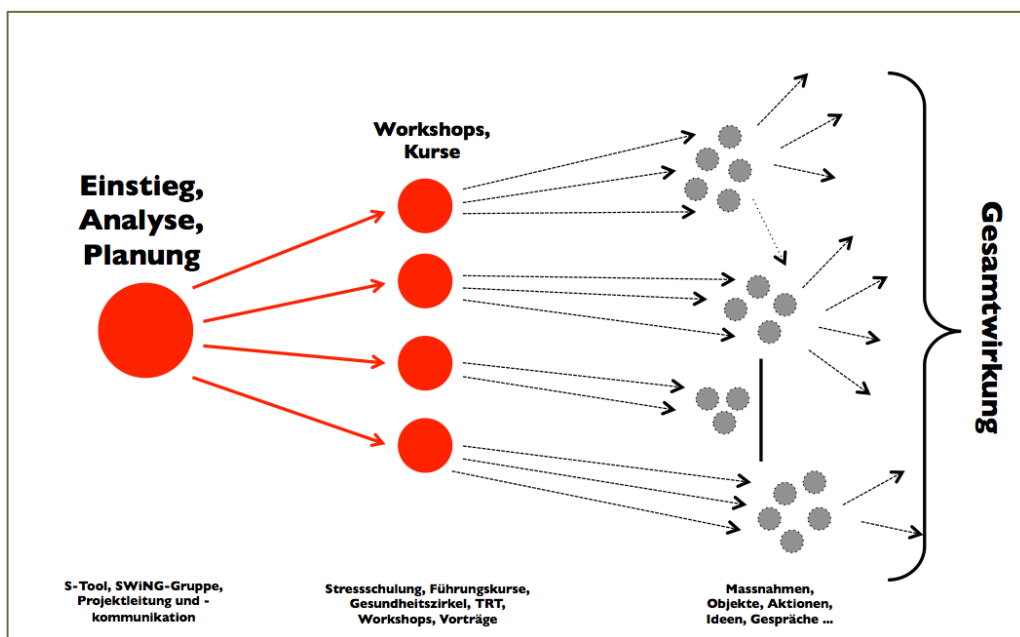 Einstieg,
Analyse,
Planung
Workshops,
Kurse
Gesamtwirkung
S-Tool, SWiNG-Gruppe,
Projektleitung und -
kommunikation
Stressschulung, Führungskurse,
Gesundheitszirkel, TRT,
Workshops, Vorträge
Massnahmen,
Objekte, Aktionen,
Ideen, Gespräche ...